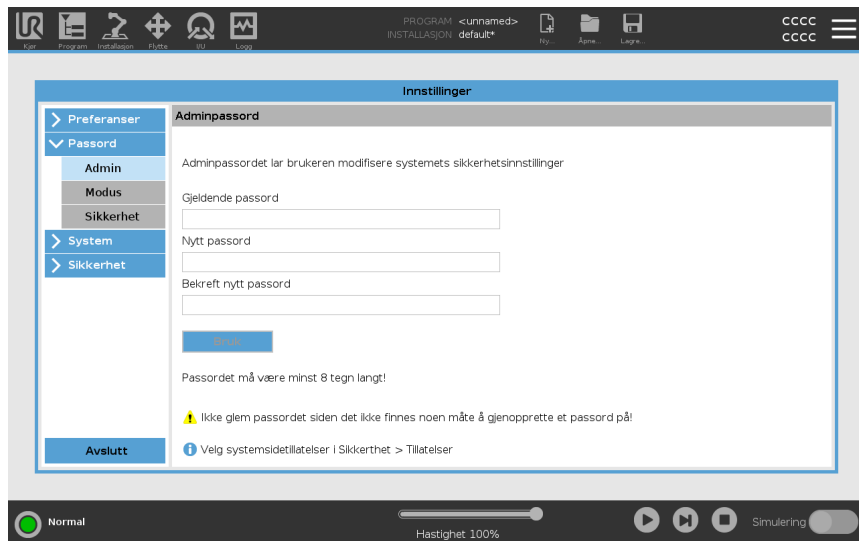 UR
PROGRAM <unnamed>
INSTALLASJON default*
CCCC
CCCC
Kjør
Program
Installasjon
Flytte
I/U
Logg
Ny...
Åpne...
Lagre...
Innstillinger
Preferanser
Passord
Admin
Modus
Sikkerhet
System
Sikkerhet
Avslutt
Adminpassord
Adminpassordet lar brukeren modifisere systemets sikkerhetsinnstillinger
Gjeldende passord
Nytt passord
Bekreft nytt passord
Bruk
Passordet må være minst 8 tegn langt!
Ikke glem passordet siden det ikke finnes noen måte å gjenopprette et passord på!
Velg systemsidetillatelser i Sikkerthet > Tillatelser
Normal
Hastighet 100%
Simulering